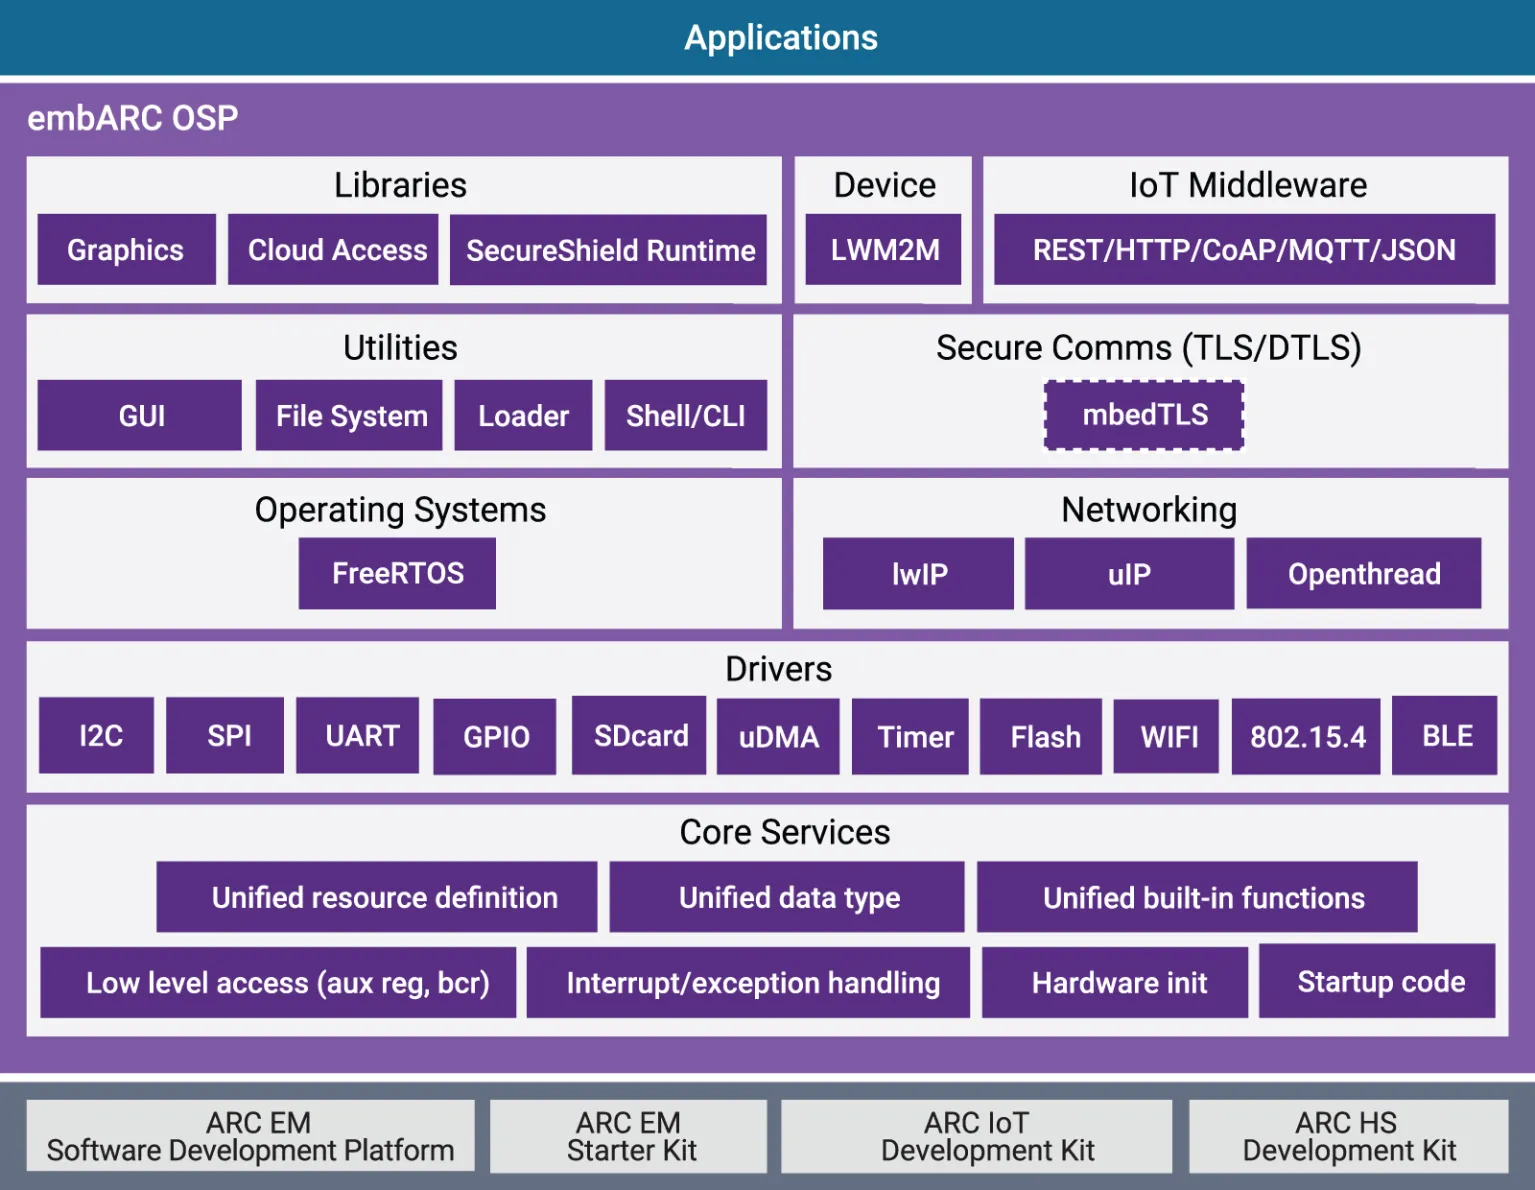 Applications
embARC OSP
Libraries
Graphics
Cloud Access
SecureShield Runtime
Device
LWM2M
IoT Middleware
REST/HTTP/CoAP/MQTT/JSON
Utilities
GUI
File System
Loader
Shell/CLI
Secure Comms (TLS/DTLS)
mbedTLS
Operating Systems
FreeRTOS
Networking
lwIP
uIP
Openthread
Drivers
I2C
SPI
UART
GPIO
SDcard
uDMA
Timer
Flash
WIFI
802.15.4
BLE
Core Services
Unified resource definition
Unified data type
Unified built-in functions
Low level access (aux reg, bcr)
Interrupt/exception handling
Hardware init
Startup code
ARC EM
Software Development Platform
ARC EM
Starter Kit
ARC IoT
Development Kit
ARC HS
Development Kit